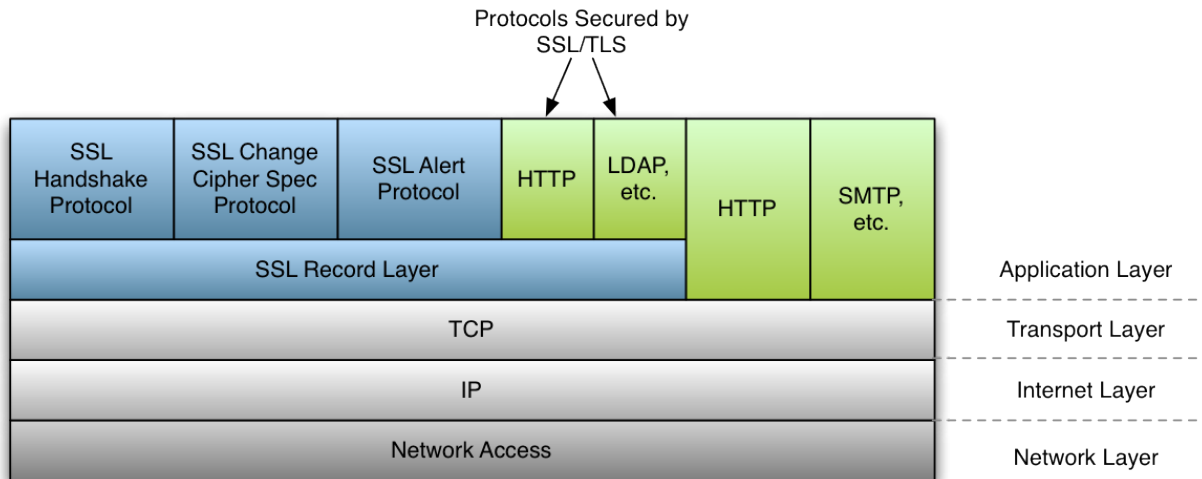 Protocols Secured by
SSL/TLS
SSL
Handshake
Protocol
SSL Change
Cipher Spec
Protocol
SSL Alert
Protocol
HTTP
LDAP,
etc.
HTTP
SMTP,
etc.
SSL Record Layer
Application Layer
TCP
Transport Layer
IP
Internet Layer
Network Access
Network Layer